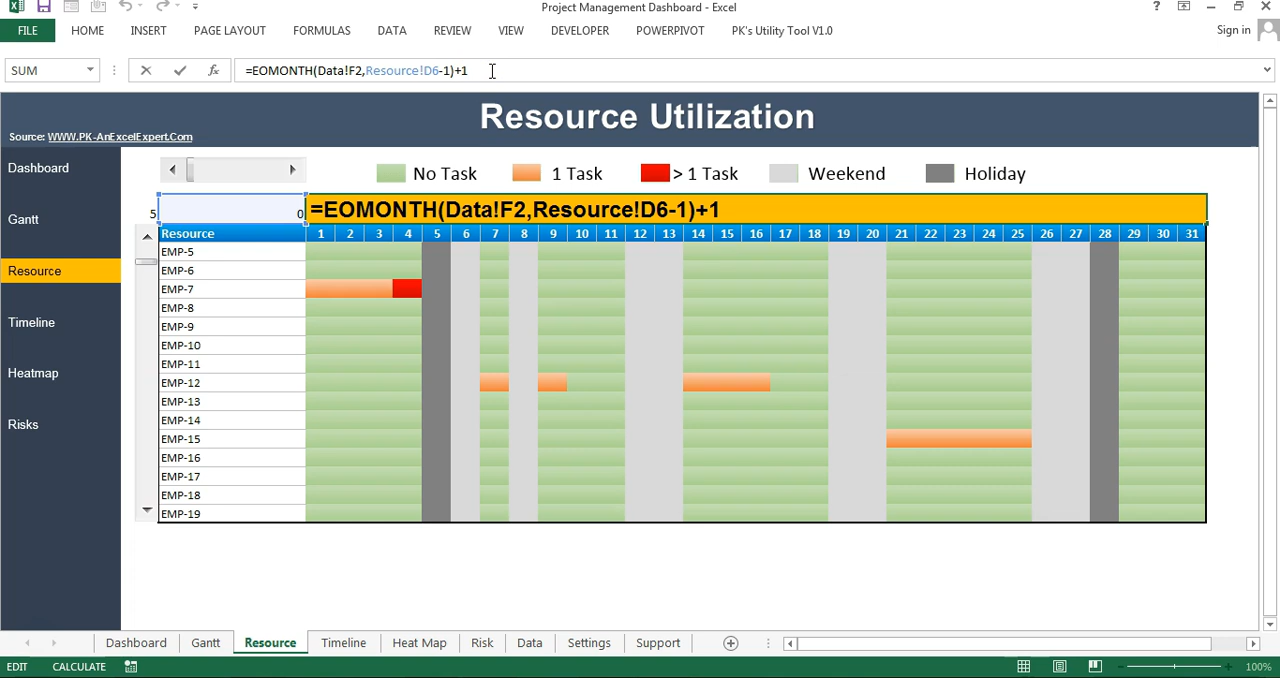 Project Management Dashboard - Excel
FILE HOME INSERT PAGE LAYOUT FORMULAS DATA REVIEW VIEW DEVELOPER POWERPIVOT PK's Utility Tool V1.0 Sign in
SUM fx =EOMONTH(Data!F2,Resource!D6-1)+1
Resource Utilization
Source: WWW.PK-AnExcelExpert.Com
Dashboard
Gantt
Resource
Timeline
Heatmap
Risks
No Task 1 Task > 1 Task Weekend Holiday
5 0 =EOMONTH(Data!F2,Resource!D6-1)+1
Resource 1 2 3 4 5 6 7 8 9 10 11 12 13 14 15 16 17 18 19 20 21 22 23 24 25 26 27 28 29 30 31
EMP-5
EMP-6
EMP-7
EMP-8
EMP-9
EMP-10
EMP-11
EMP-12
EMP-13
EMP-14
EMP-15
EMP-16
EMP-17
EMP-18
EMP-19
Dashboard Gantt Resource Timeline Heat Map Risk Data Settings Support
EDIT CALCULATE 100%